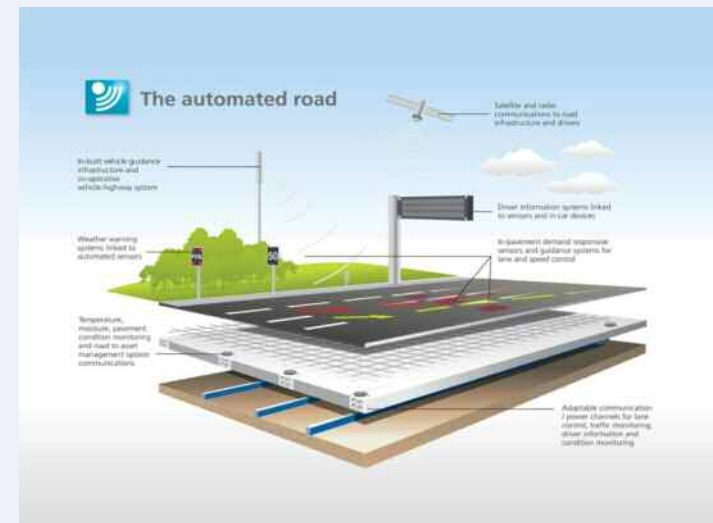 The automated road
Satellite and radio
communications to road
infrastructure and drivers
In-built vehicle guidance
infrastructure and
co-operative
vehicle-highway system
Driver information systems linked
to sensors and in car devices
Weather warning
systems linked to
automated sensors
50
In-pavement demand responsive
sensors, and guidance systems for
lane and speed control
Temperature,
moisture, pavement
condition monitoring
and road to asset
management system
communications
Adaptable communication
/ power channels for lane
control, traffic monitoring,
driver information and
condition monitoring